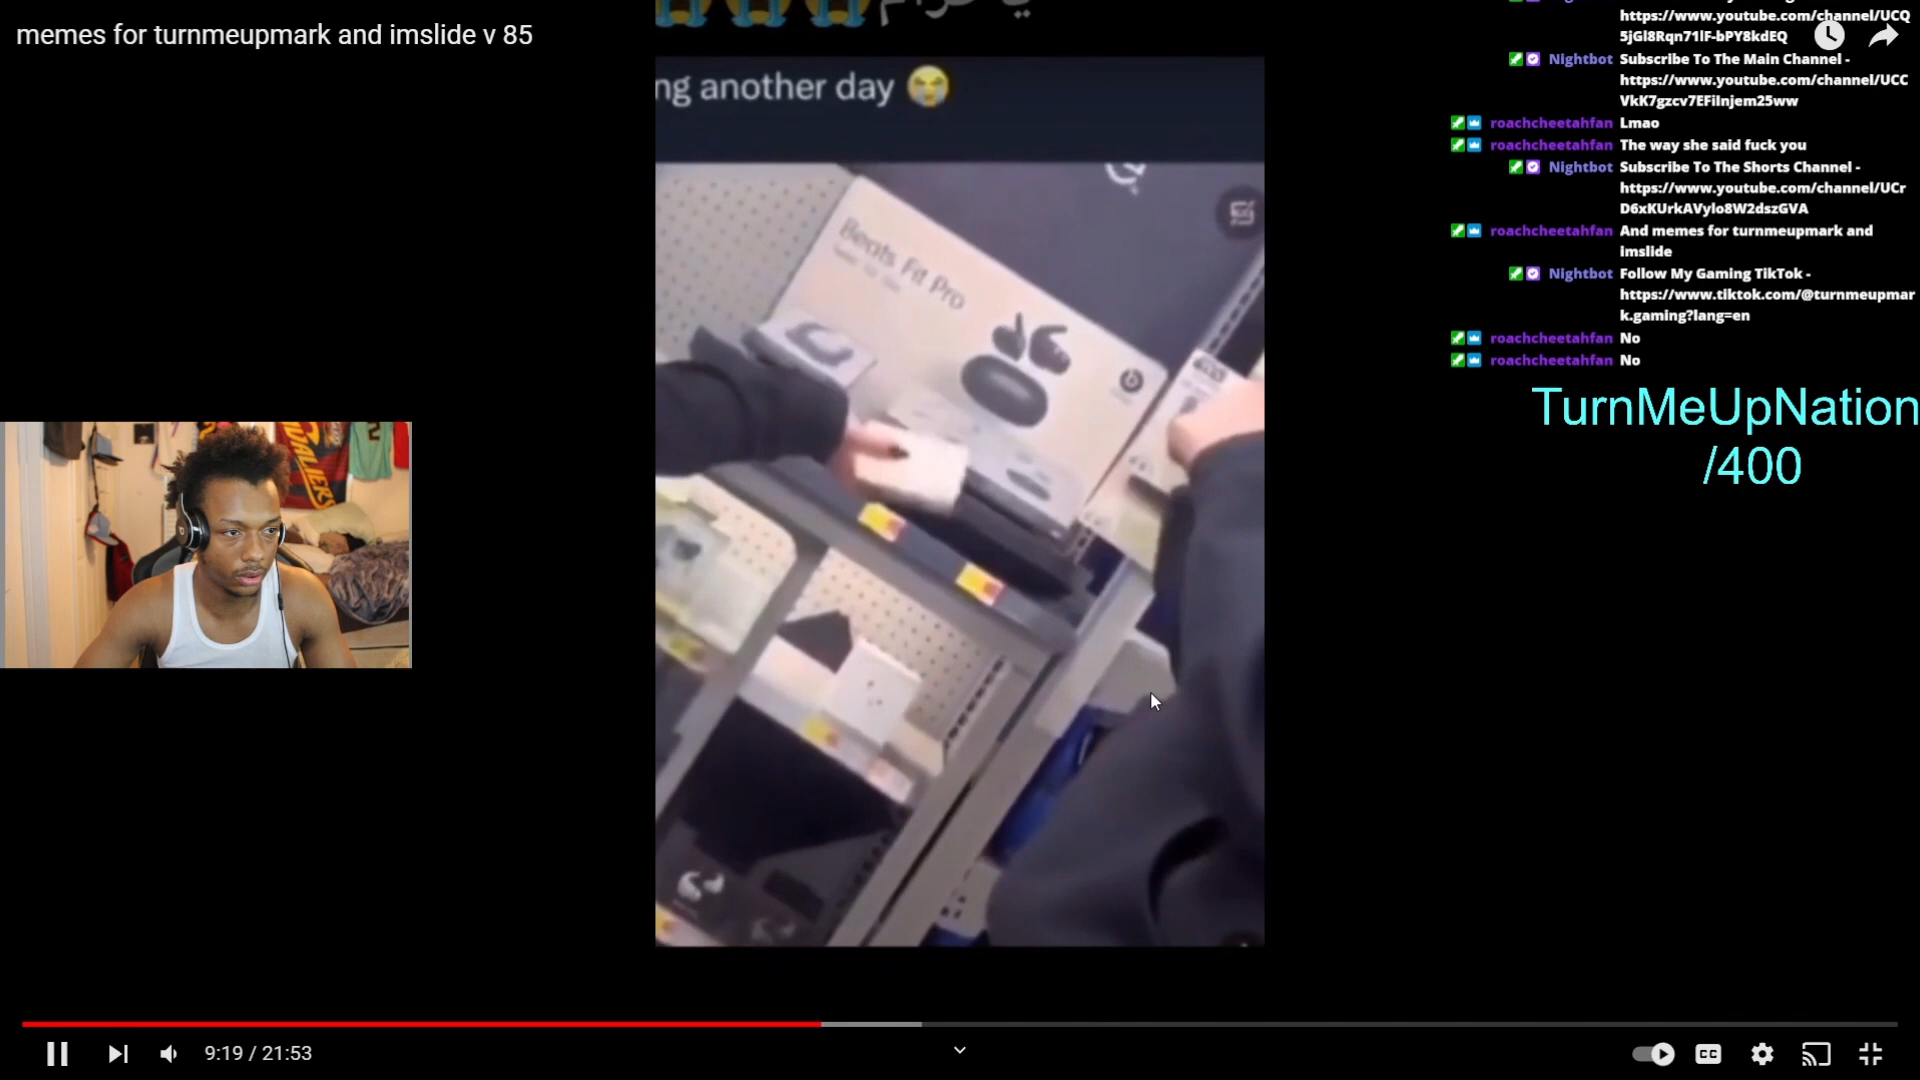 memes for turnmeupmark and imslide v 85
يا حرام
ng another day
Beats Fit Pro
https://www.youtube.com/channel/UCQ
5jGl8Rqn71lF-bPY8kdEQ
Nightbot Subscribe To The Main Channel -
https://www.youtube.com/channel/UCC
VkK7gzcv7EFiInjem25ww
roachcheetahfan Lmao
roachcheetahfan The way she said fuck you
Nightbot Subscribe To The Shorts Channel -
https://www.youtube.com/channel/UCr
D6xKUrkAVylo8W2dszGVA
roachcheetahfan And memes for turnmeupmark and
imslide
Nightbot Follow My Gaming TikTok -
https://www.tiktok.com/@turnmeupmar
k.gaming?lang=en
roachcheetahfan No
roachcheetahfan No
TurnMeUpNation
/400
9:19 / 21:53
CC